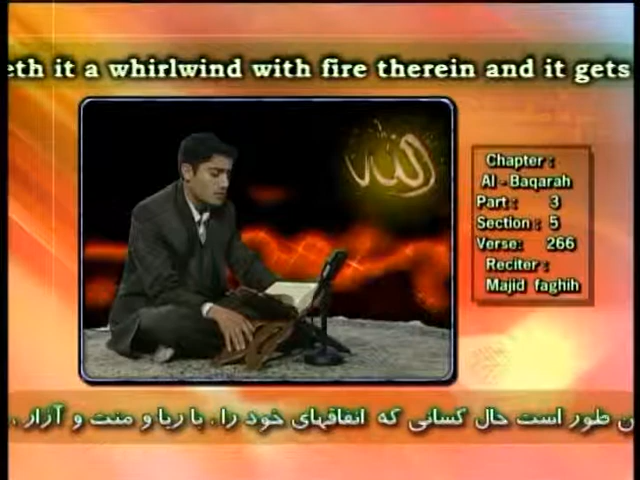 eth it a whirlwind with fire therein and it gets
الله
Chapter :
Al - Baqarah
Part : 3
Section : 5
Verse: 266
Reciter :
Majid faghih
طور است حال کسانی که انفاقهای خود را، با ریا و منت و آزار ،